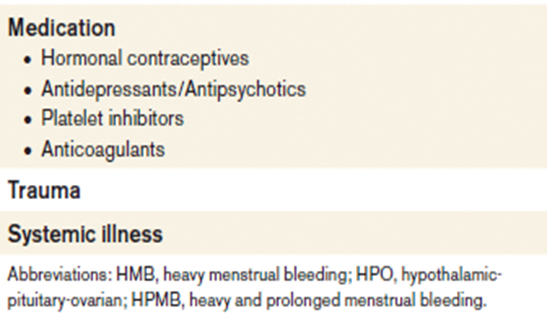 Medication
• Hormonal contraceptives
• Antidepressants/Antipsychotics
• Platelet inhibitors
• Anticoagulants
Trauma
Systemic illness
Abbreviations: HMB, heavy menstrual bleeding; HPO, hypothalamic-
pituitary-ovarian; HPMB, heavy and prolonged menstrual bleeding.